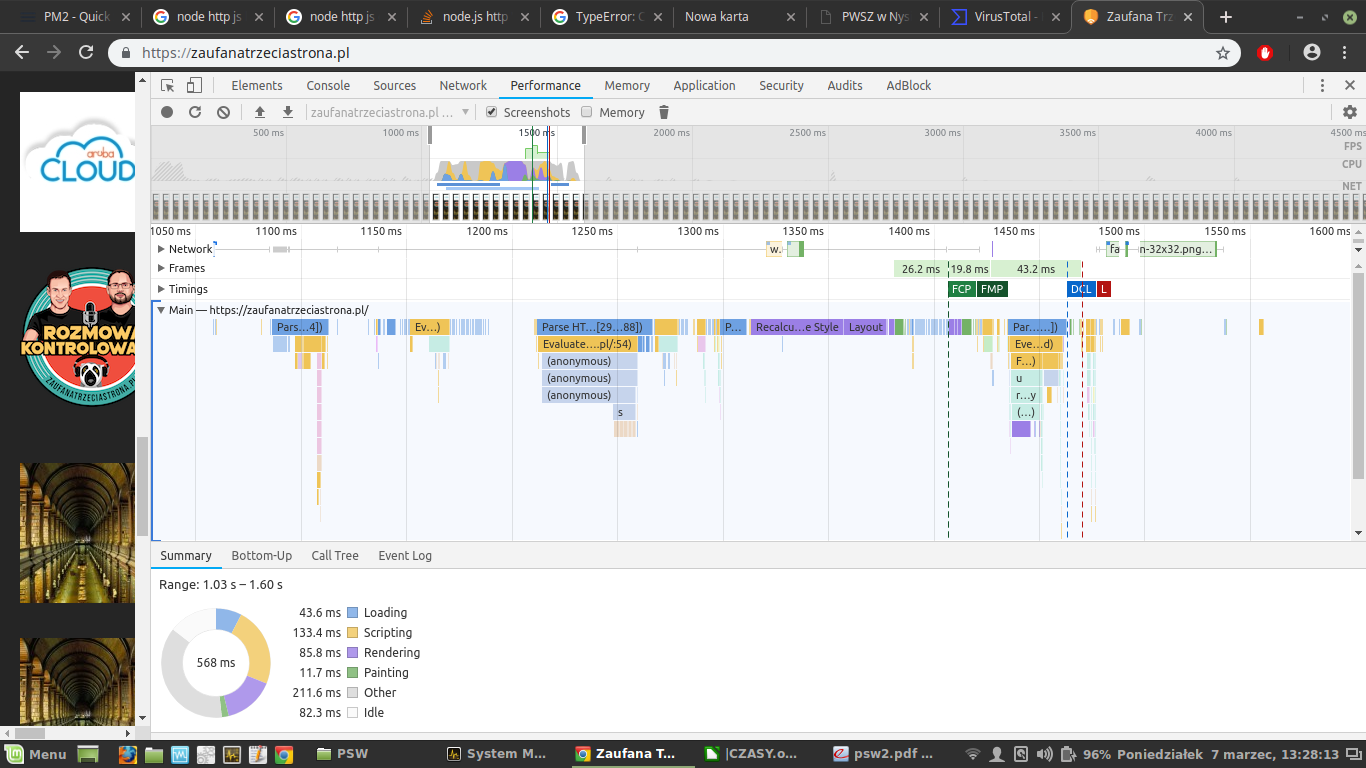 PM2 - Quick
node http js
node http js
node.js http
TypeError: C
Nowa karta
PWSZ w Nys
VirusTotal -
Zaufana Trz
https://zaufanatrzeciastrona.pl
Elements Console Sources Network Performance Memory Application Security Audits AdBlock
zaufanatrzeciastrona.pl ... Screenshots Memory
500 ms 1000 ms 1500 ms 2000 ms 2500 ms 3000 ms 3500 ms 4000 ms 4500 ms
FPS
CPU
NET
aruba
CLOUD
1050 ms 1100 ms 1150 ms 1200 ms 1250 ms 1300 ms 1350 ms 1400 ms 1450 ms 1500 ms 1550 ms 1600 ms
Network w. fa n-32x32.png...
Frames 26.2 ms 19.8 ms 43.2 ms
Timings FCP FMP DCL L
Main — https://zaufanatrzeciastrona.pl/
Pars...4]) Ev...) Parse HT...[29...88]) P... Recalcu...e Style Layout Par......])
Evaluate....pl/:54) Eve...d)
(anonymous) F...)
(anonymous) u
(anonymous) r...y
s (...)
ROZMOWA
KONTROLOWANA
ZAUFANATRZECIASTRONA.PL
Summary Bottom-Up Call Tree Event Log
Range: 1.03 s – 1.60 s
568 ms
43.6 ms Loading
133.4 ms Scripting
85.8 ms Rendering
11.7 ms Painting
211.6 ms Other
82.3 ms Idle
Menu PSW System M... Zaufana T... |CZASY.o... psw2.pdf ... 96% Poniedziałek 7 marzec, 13:28:13